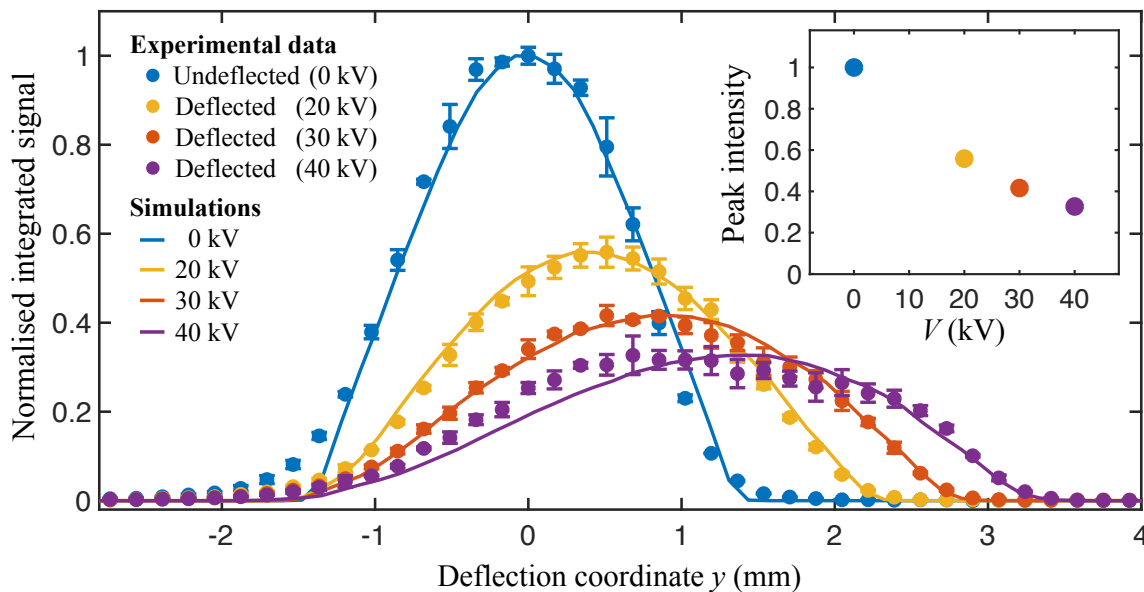 Normalised integrated signal
1
0.8
0.6
0.4
0.2
0
Experimental data
Undeflected (0 kV)
Deflected (20 kV)
Deflected (30 kV)
Deflected (40 kV)
Simulations
0 kV
20 kV
30 kV
40 kV
Peak intensity
1
0.8
0.6
0.4
0.2
0
0 10 20 30 40
V (kV)
-2 -1 0 1 2 3 4
Deflection coordinate y (mm)